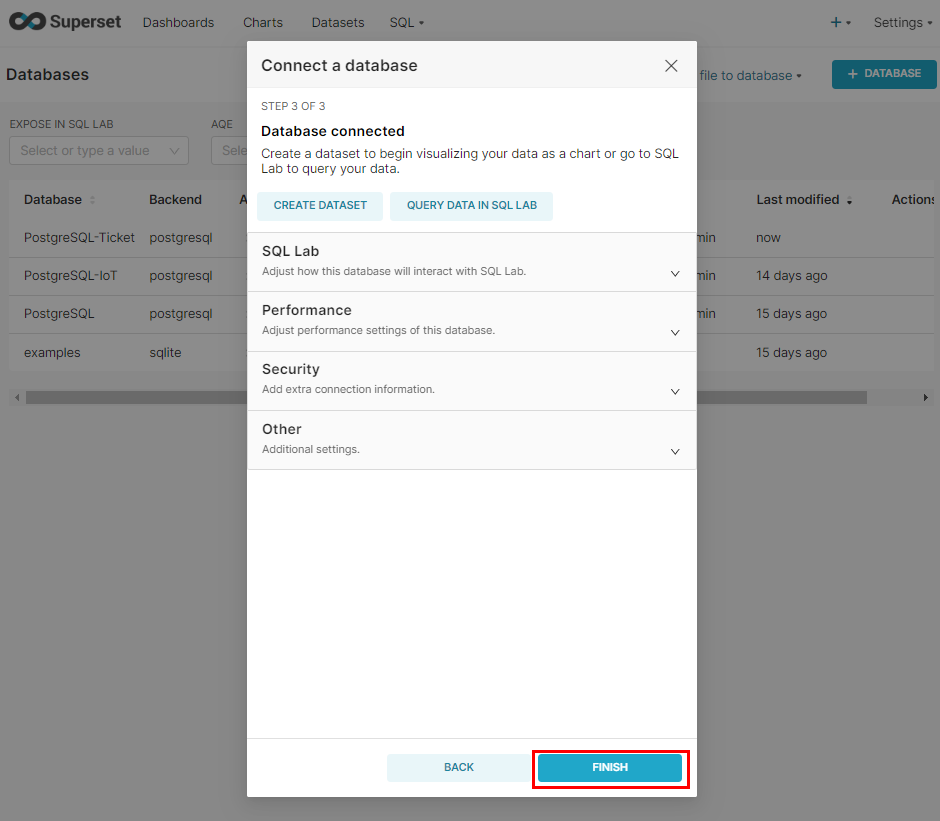 Superset Dashboards Charts Datasets SQL + Settings
Databases
file to database
+ DATABASE
EXPOSE IN SQL LAB AQE
Select or type a value Sele
Database Backend A Last modified Actions
PostgreSQL-Ticket postgresql min now
PostgreSQL-IoT postgresql min 14 days ago
PostgreSQL postgresql min 15 days ago
examples sqlite 15 days ago
Connect a database
STEP 3 OF 3
Database connected
Create a dataset to begin visualizing your data as a chart or go to SQL
Lab to query your data.
CREATE DATASET QUERY DATA IN SQL LAB
SQL Lab
Adjust how this database will interact with SQL Lab.
Performance
Adjust performance settings of this database.
Security
Add extra connection information.
Other
Additional settings.
BACK FINISH